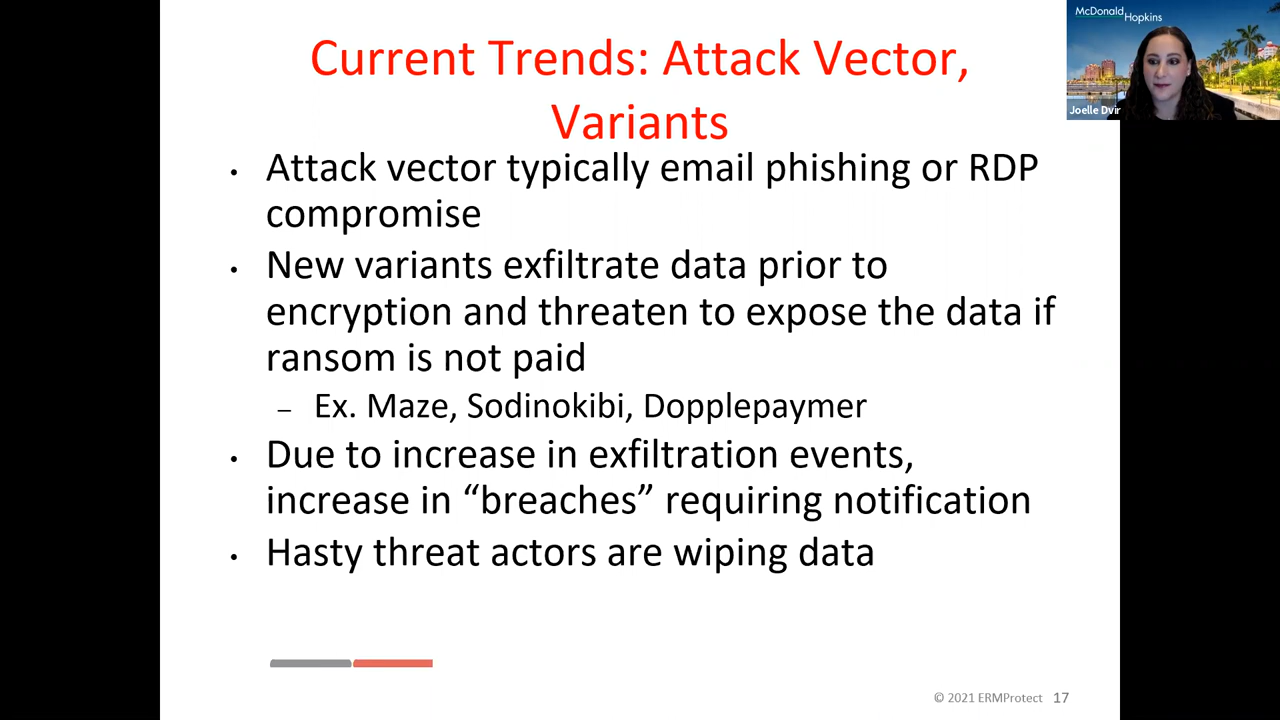 Current Trends: Attack Vector,
Variants
• Attack vector typically email phishing or RDP
compromise
• New variants exfiltrate data prior to
encryption and threaten to expose the data if
ransom is not paid
– Ex. Maze, Sodinokibi, Dopplepaymer
• Due to increase in exfiltration events,
increase in “breaches” requiring notification
• Hasty threat actors are wiping data
© 2021 ERMProtect 17
McDonald
Hopkins
Joelle Dvir